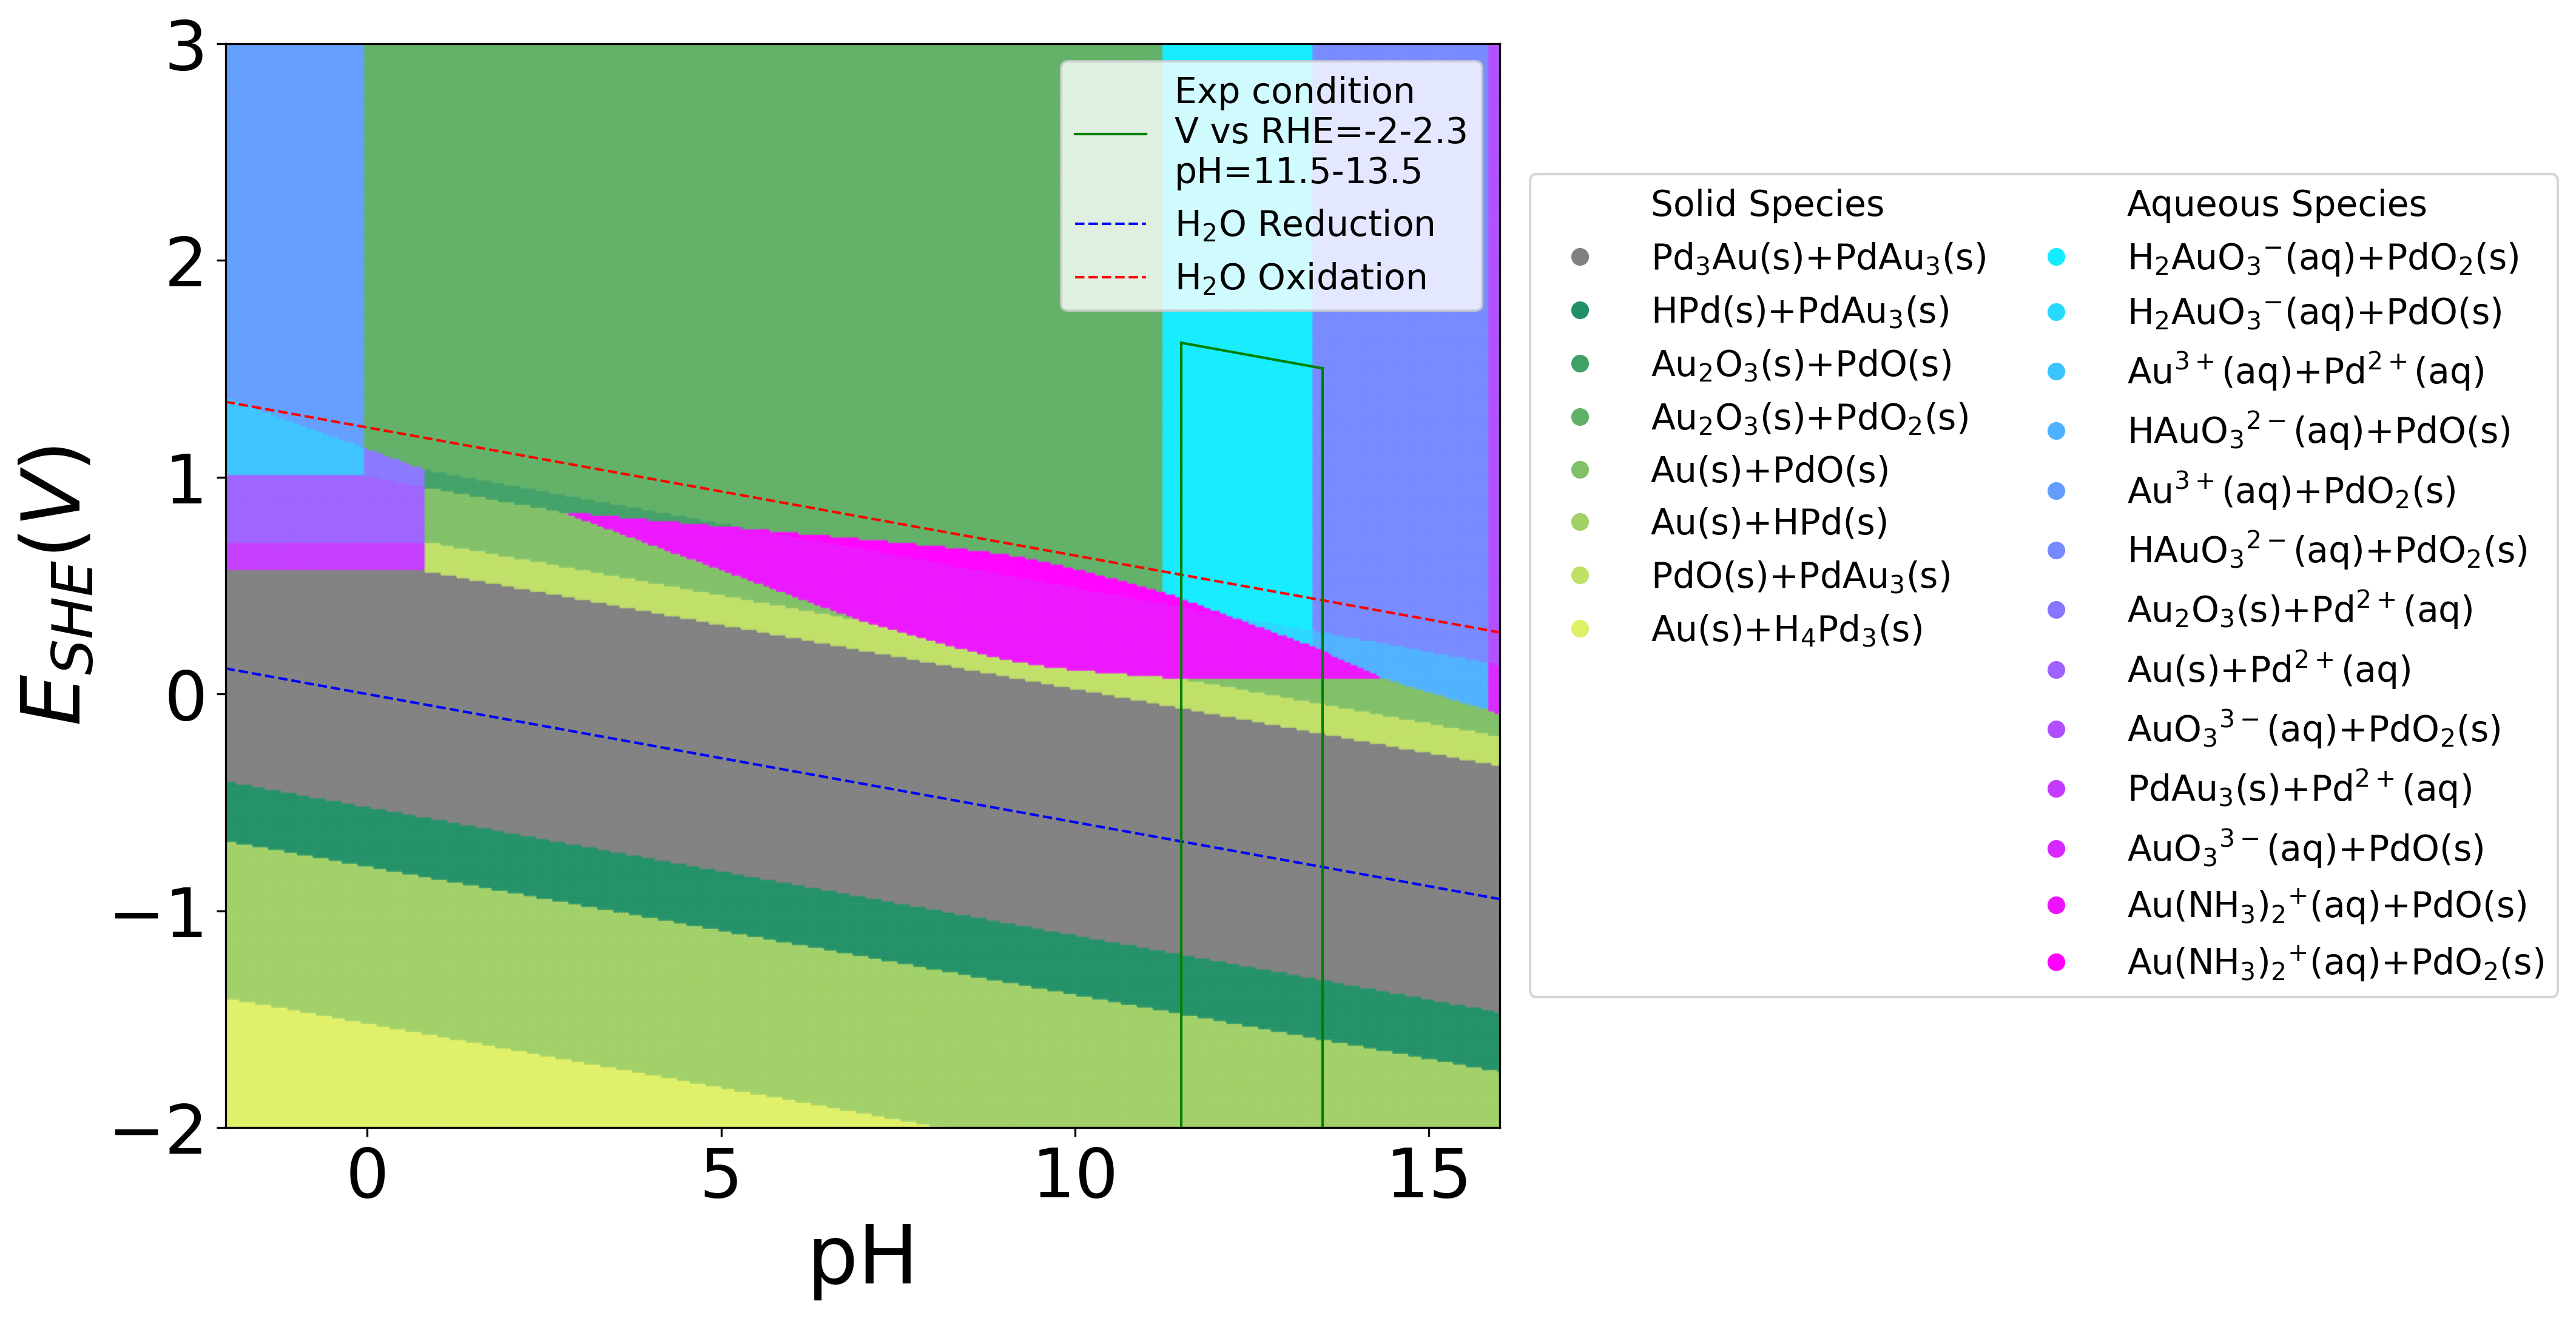 3
2
1
0
−1
−2
E_SHE(V)
0 5 10 15
pH
Exp condition
V vs RHE=-2-2.3
pH=11.5-13.5
H₂O Reduction
H₂O Oxidation
Solid Species
Pd₃Au(s)+PdAu₃(s)
HPd(s)+PdAu₃(s)
Au₂O₃(s)+PdO(s)
Au₂O₃(s)+PdO₂(s)
Au(s)+PdO(s)
Au(s)+HPd(s)
PdO(s)+PdAu₃(s)
Au(s)+H₄Pd₃(s)
Aqueous Species
H₂AuO₃⁻(aq)+PdO₂(s)
H₂AuO₃⁻(aq)+PdO(s)
Au³⁺(aq)+Pd²⁺(aq)
HAuO₃²⁻(aq)+PdO(s)
Au³⁺(aq)+PdO₂(s)
HAuO₃²⁻(aq)+PdO₂(s)
Au₂O₃(s)+Pd²⁺(aq)
Au(s)+Pd²⁺(aq)
AuO₃³⁻(aq)+PdO₂(s)
PdAu₃(s)+Pd²⁺(aq)
AuO₃³⁻(aq)+PdO(s)
Au(NH₃)₂⁺(aq)+PdO(s)
Au(NH₃)₂⁺(aq)+PdO₂(s)